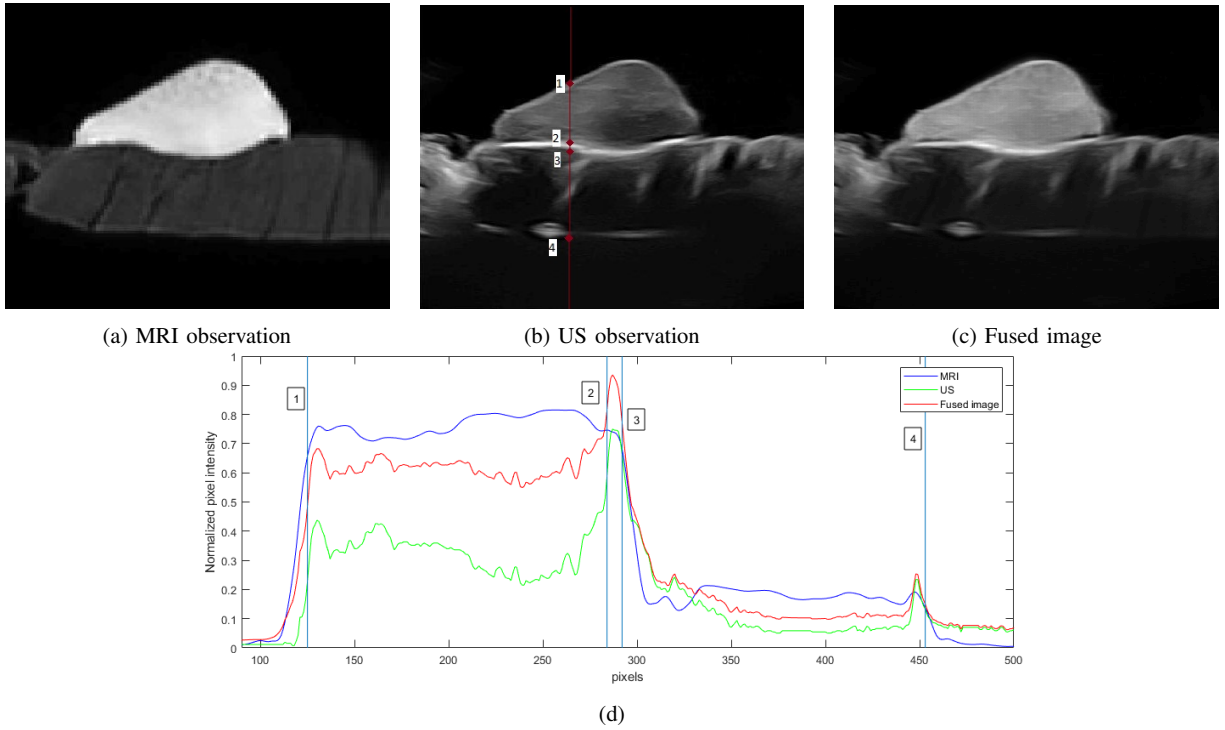 1
2
3
4
(a) MRI observation
(b) US observation
(c) Fused image
1
0.9
0.8
0.7
0.6
0.5
0.4
0.3
0.2
0.1
0
Normalized pixel intensity
1
2
3
4
MRI
US
Fused image
100 150 200 250 300 350 400 450 500
pixels
(d)